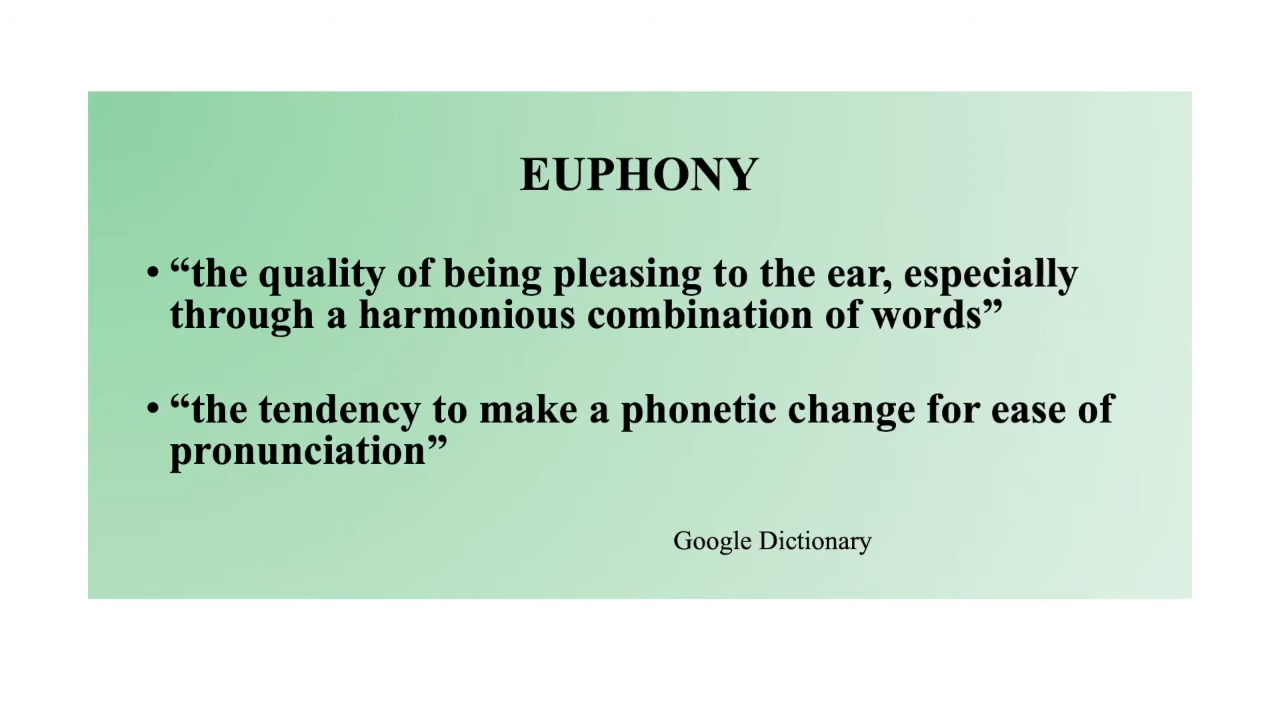 EUPHONY
• “the quality of being pleasing to the ear, especially
through a harmonious combination of words”
• “the tendency to make a phonetic change for ease of
pronunciation”
Google Dictionary